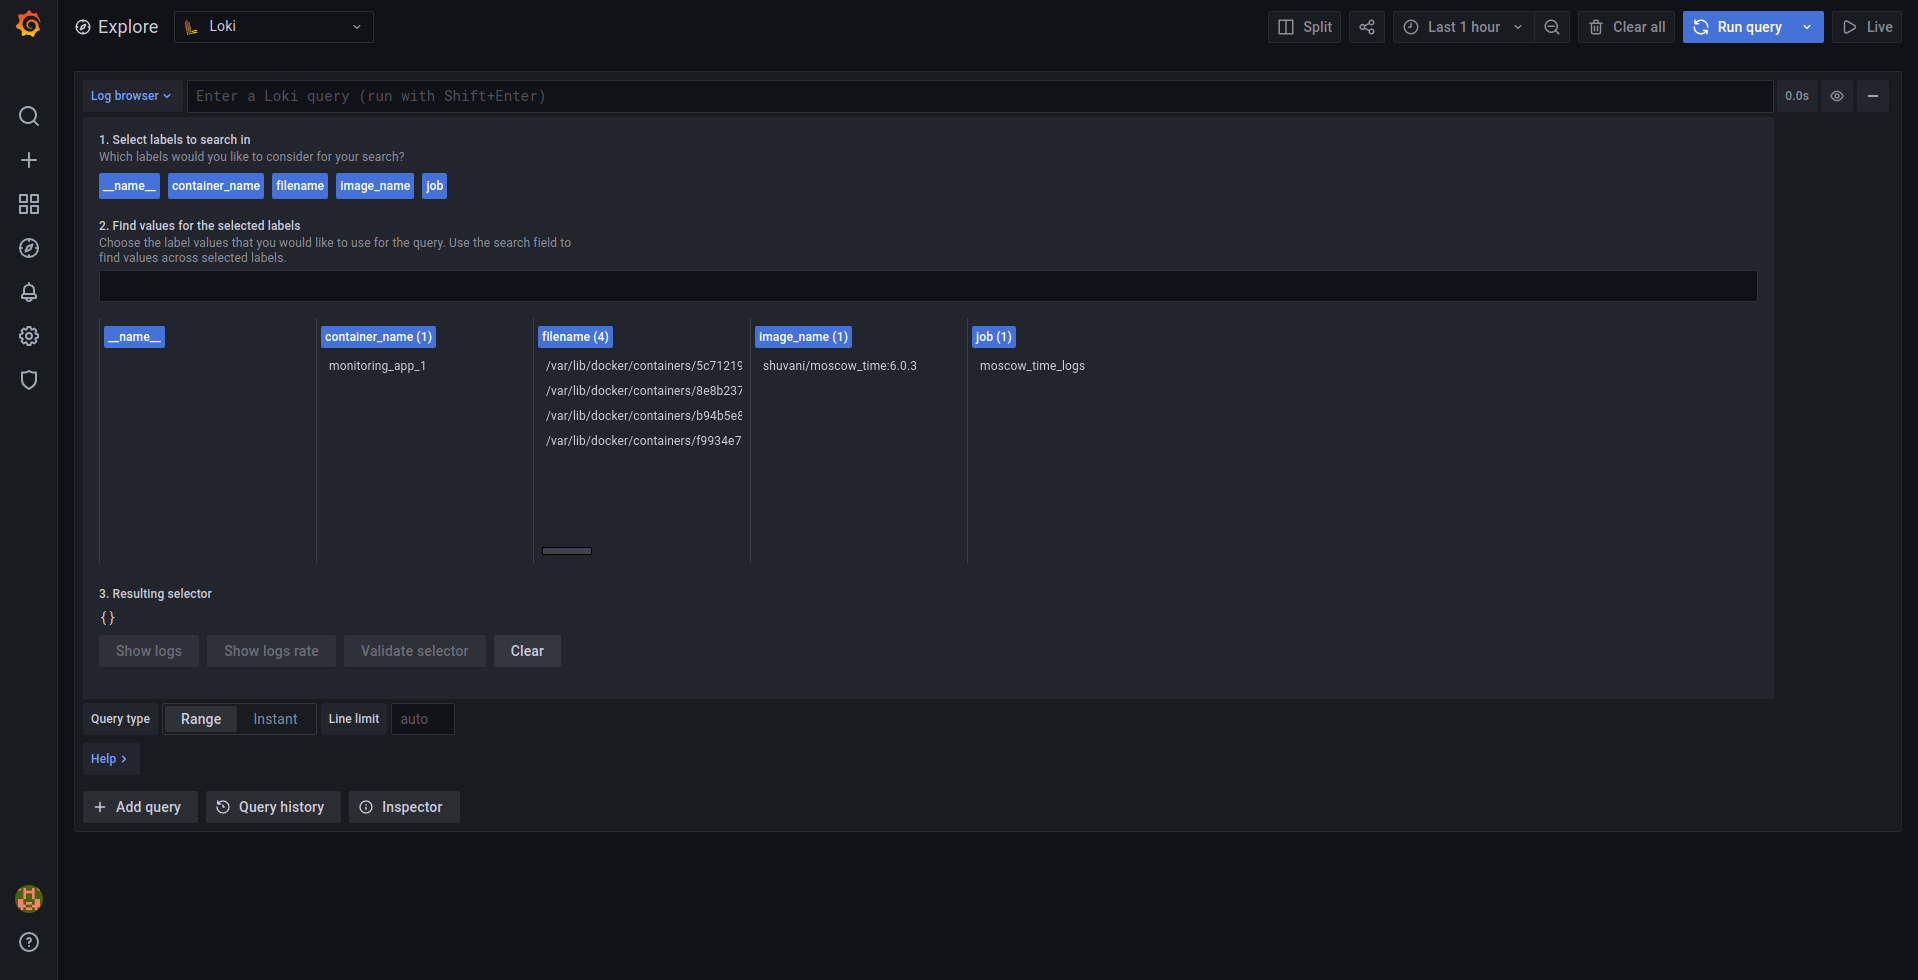 Explore
Loki
Split
Last 1 hour
Clear all
Run query
Live
Log browser
Enter a Loki query (run with Shift+Enter)
0.0s
1. Select labels to search in
Which labels would you like to consider for your search?
__name__ container_name filename image_name job
2. Find values for the selected labels
Choose the label values that you would like to use for the query. Use the search field to
find values across selected labels.
__name__ container_name (1) filename (4) image_name (1) job (1)
monitoring_app_1 /var/lib/docker/containers/5c71219 shuvani/moscow_time:6.0.3 moscow_time_logs
/var/lib/docker/containers/8e8b237
/var/lib/docker/containers/b94b5e8
/var/lib/docker/containers/f9934e7
3. Resulting selector
{}
Show logs Show logs rate Validate selector Clear
Query type Range Instant Line limit auto
Help >
Add query Query history Inspector